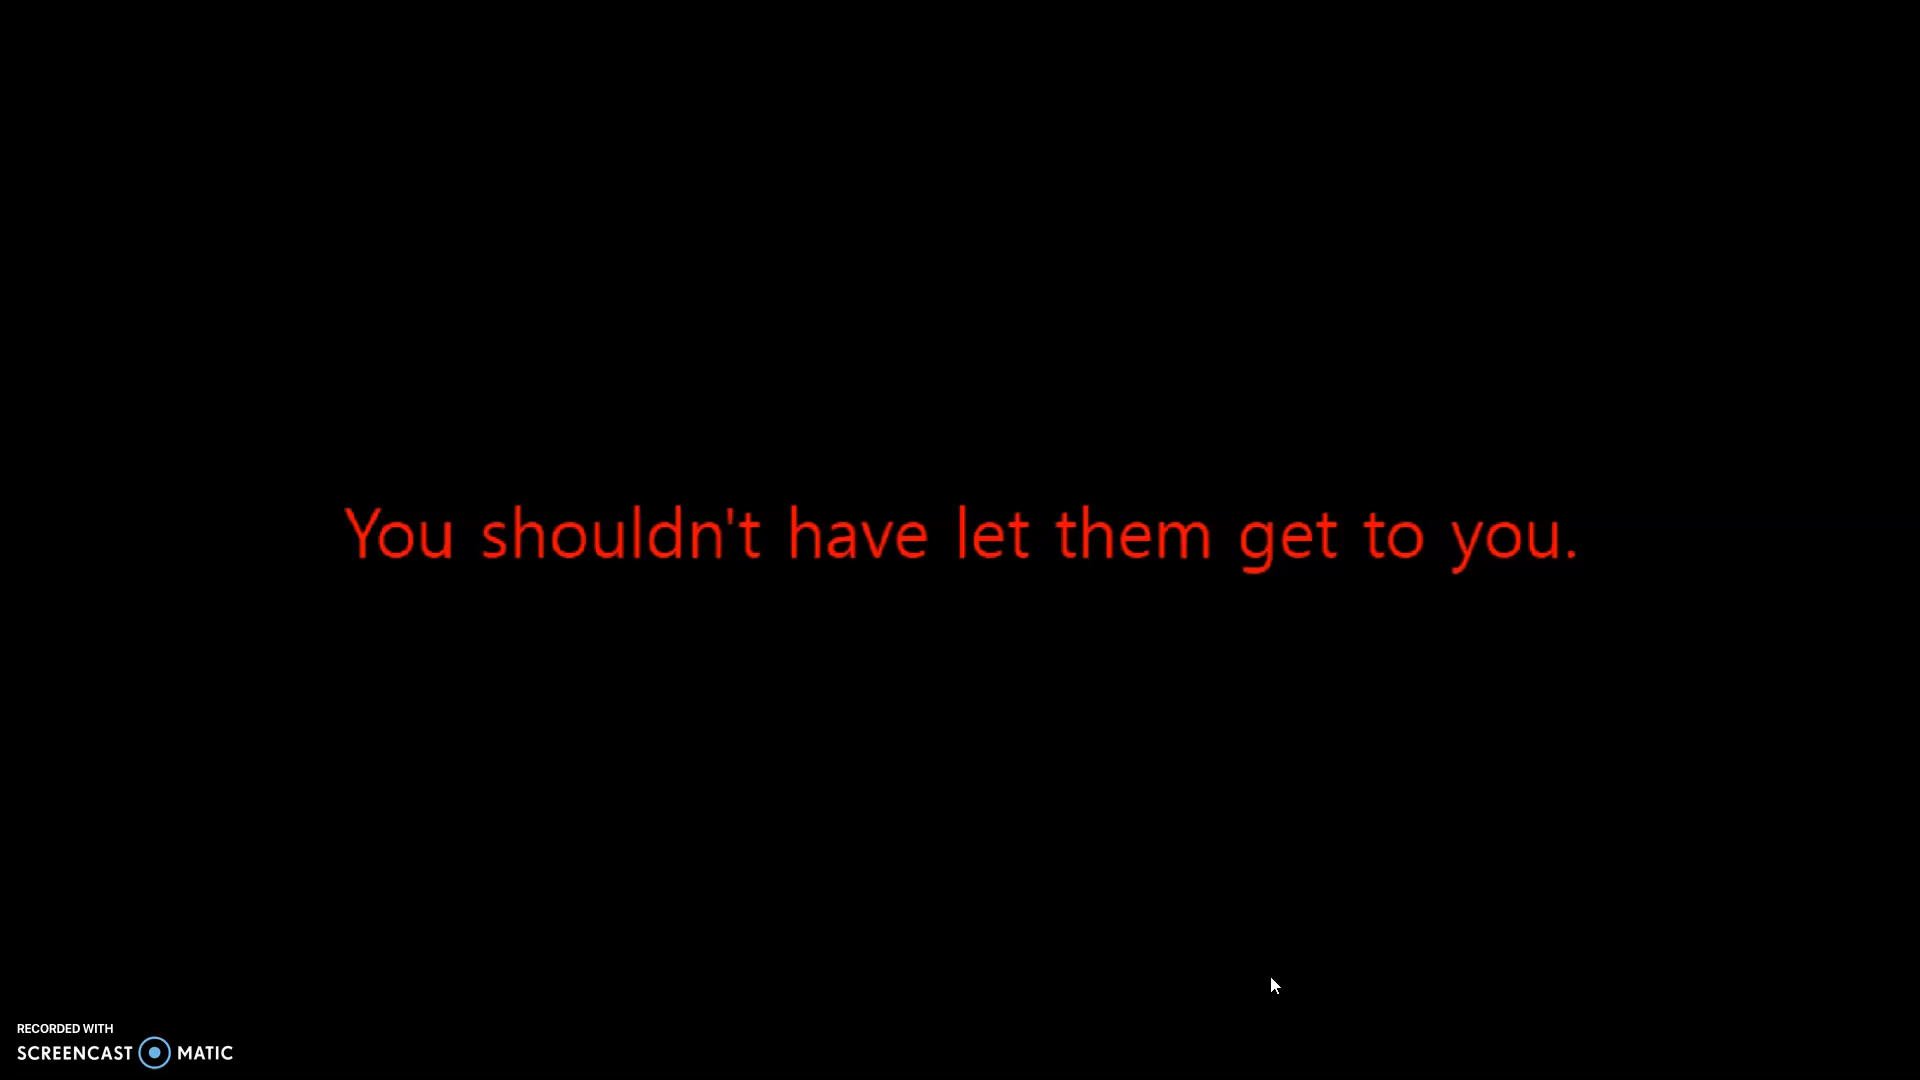 You shouldn't have let them get to you.
RECORDED WITH
SCREENCAST MATIC